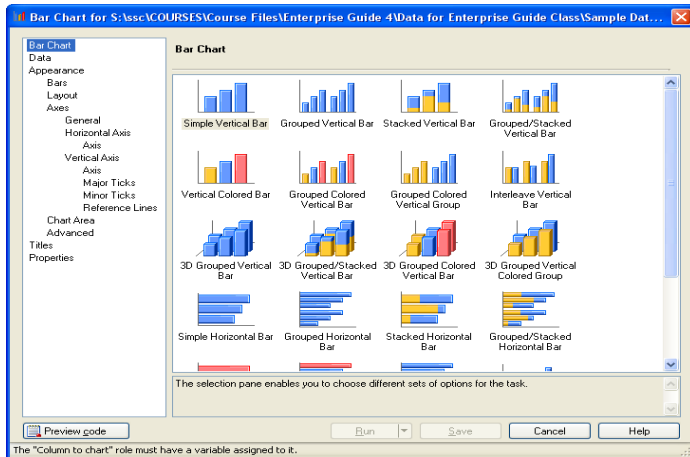 Bar Chart for S:\ssc\COURSES\Course Files\Enterprise Guide 4\Data for Enterprise Guide Class\Sample Dat...
Bar Chart
Data
Appearance
Bars
Layout
Axes
General
Horizontal Axis
Axis
Vertical Axis
Axis
Major Ticks
Minor Ticks
Reference Lines
Chart Area
Advanced
Titles
Properties
Bar Chart
Simple Vertical Bar
Grouped Vertical Bar
Stacked Vertical Bar
Grouped/Stacked
Vertical Bar
Vertical Colored Bar
Grouped Colored
Vertical Bar
Grouped Colored
Vertical Group
Interleave Vertical
Bar
3D Grouped Vertical
Bar
3D Grouped/Stacked
Vertical Bar
3D Grouped Colored
Vertical Bar
3D Grouped Vertical
Colored Group
Simple Horizontal Bar
Grouped Horizontal
Bar
Stacked Horizontal
Bar
Grouped/Stacked
Horizontal Bar
The selection pane enables you to choose different sets of options for the task.
Preview code
Run
Save
Cancel
Help
The "Column to chart" role must have a variable assigned to it.